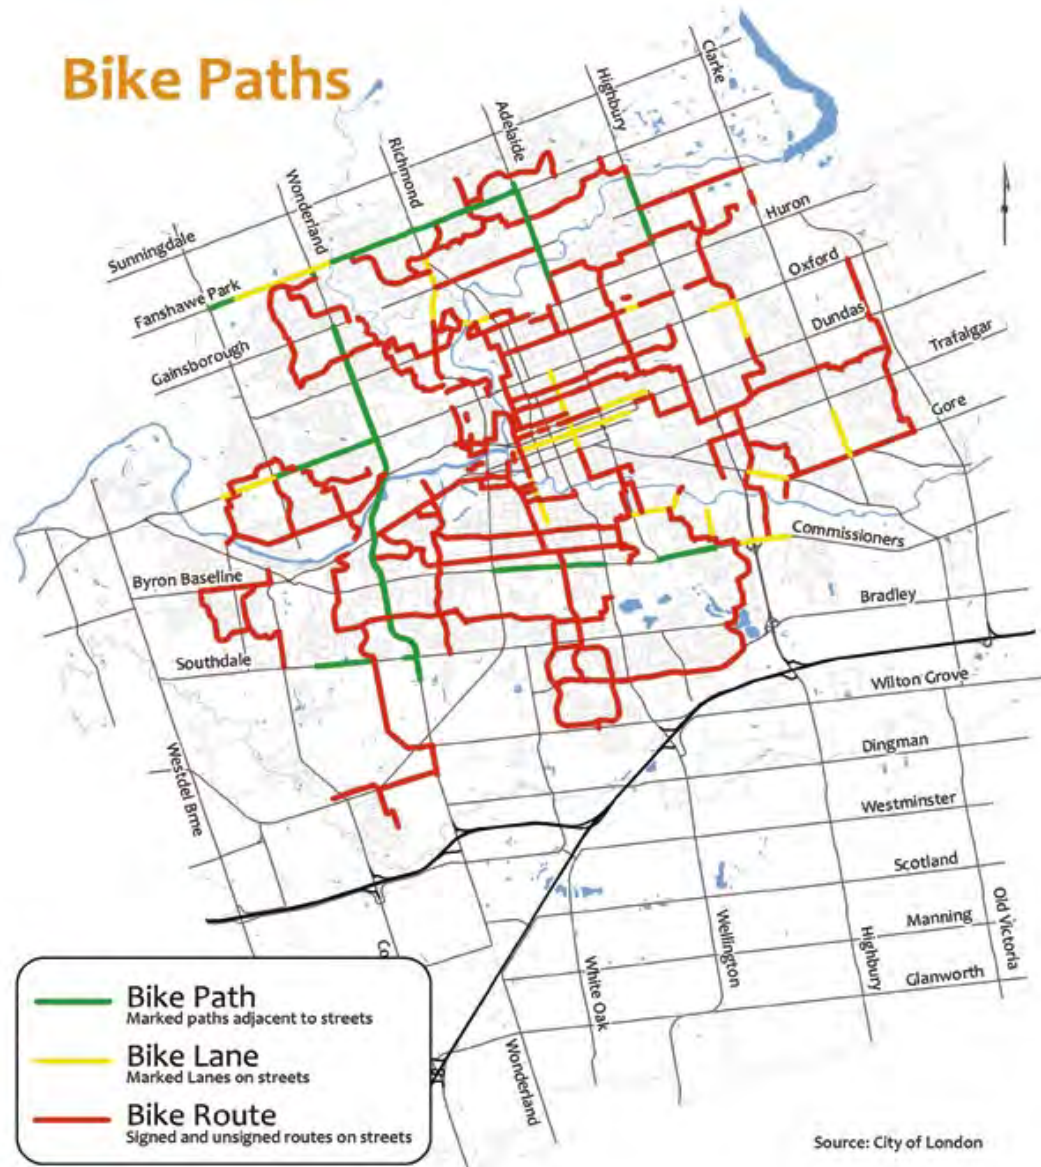 Bike Paths
Clarke
Highbury
Adelaide
Richmond
Wonderland
Sunningdale
Huron
Fanshawe Park
Oxford
Gainsborough
Dundas
Trafalgar
Gore
Commissioners
Byron Baseline
Bradley
Southdale
Wilton Grove
Dingman
Westdel Brne
Westminster
Scotland
Old Victoria
Manning
Wellington
Highbury
Co
White Oak
Glanworth
Wonderland
Bike Path
Marked paths adjacent to streets
Bike Lane
Marked Lanes on streets
Bike Route
Signed and unsigned routes on streets
Source: City of London